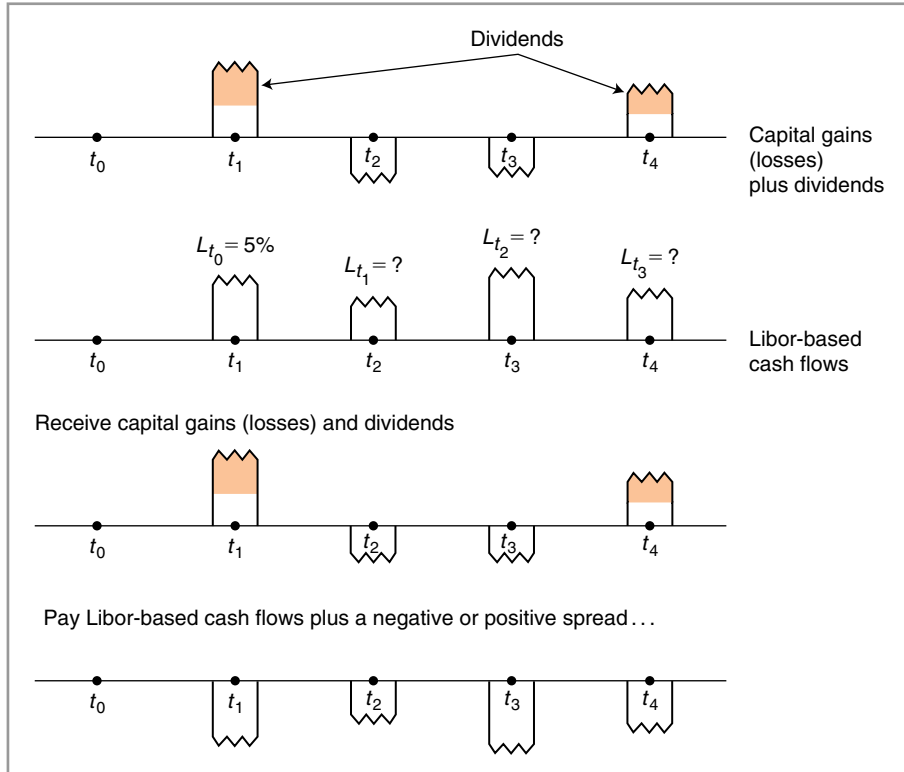 Dividends
t0 t1 t2 t3 t4
Capital gains
(losses)
plus dividends
Lt0 = 5% Lt1 = ? Lt2 = ? Lt3 = ?
t0 t1 t2 t3 t4
Libor-based
cash flows
Receive capital gains (losses) and dividends
t0 t1 t2 t3 t4
Pay Libor-based cash flows plus a negative or positive spread . . .
t0 t1 t2 t3 t4